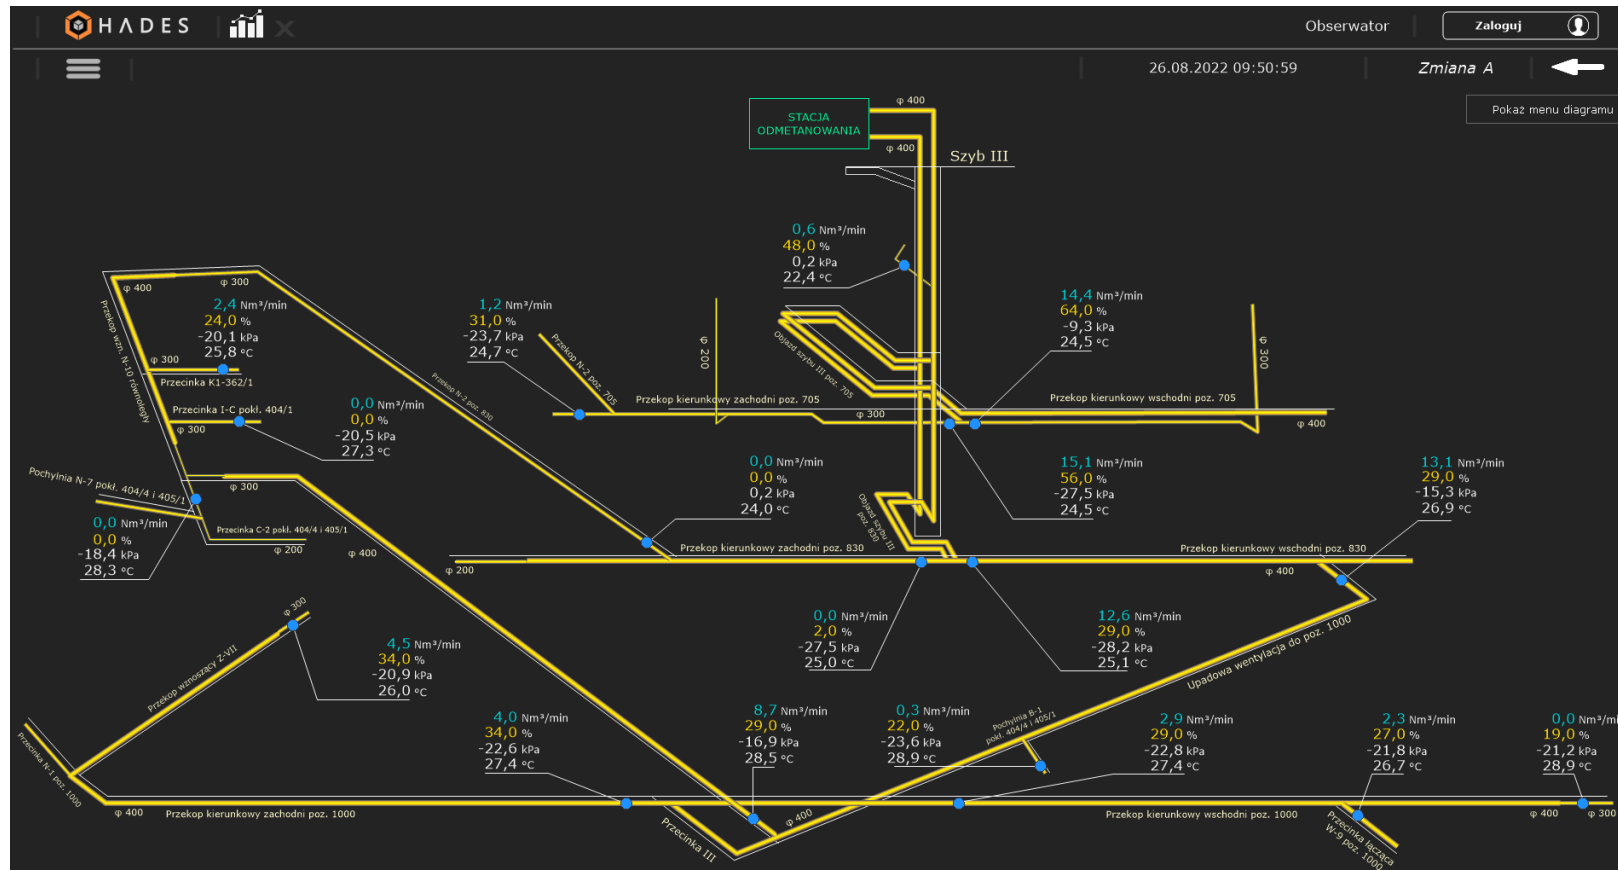 HADES
Obserwator
Zaloguj
26.08.2022 09:50:59
Zmiana A
Pokaż menu diagramu
STACJA
ODMETANOWANIA
φ 400
φ 400
Szyb III
0,6 Nm³/min
48,0 %
0,2 kPa
22,4 °C
φ 400
φ 300
Przekop wzn. N-10 równoległy
2,4 Nm³/min
24,0 %
-20,1 kPa
25,8 °C
φ 300
Przecinka K1-362/1
Przecinka I-C pokł. 404/1
φ 300
0,0 Nm³/min
0,0 %
-20,5 kPa
27,3 °C
1,2 Nm³/min
31,0 %
-23,7 kPa
24,7 °C
Przekop N-2 poz. 705
Przekop N-2 poz. 830
φ 200
Objazd szybu III poz. 705
14,4 Nm³/min
64,0 %
-9,3 kPa
24,5 °C
φ 300
Przekop kierunkowy zachodni poz. 705
φ 300
Przekop kierunkowy wschodni poz. 705
φ 400
Pochylnia N-7 pokł. 404/4 i 405/1
φ 300
0,0 Nm³/min
0,0 %
-18,4 kPa
28,3 °C
Przecinka C-2 pokł. 404/4 i 405/1
φ 200
φ 400
0,0 Nm³/min
0,0 %
0,2 kPa
24,0 °C
Objazd szybu III
poz. 830
15,1 Nm³/min
56,0 %
-27,5 kPa
24,5 °C
13,1 Nm³/min
29,0 %
-15,3 kPa
26,9 °C
φ 200
Przekop kierunkowy zachodni poz. 830
Przekop kierunkowy wschodni poz. 830
φ 400
φ 300
Przekop wznoszący Z-VII
4,5 Nm³/min
34,0 %
-20,9 kPa
26,0 °C
0,0 Nm³/min
2,0 %
-27,5 kPa
25,0 °C
12,6 Nm³/min
29,0 %
-28,2 kPa
25,1 °C
Upadowa wentylacja do poz. 1000
Przecinka N-1 poz. 1000
4,0 Nm³/min
34,0 %
-22,6 kPa
27,4 °C
8,7 Nm³/min
29,0 %
-16,9 kPa
28,5 °C
0,3 Nm³/min
22,0 %
-23,6 kPa
28,9 °C
Pochylnia B-1
pokł. 404/4 i 405/1
2,9 Nm³/min
29,0 %
-22,8 kPa
27,4 °C
2,3 Nm³/min
27,0 %
-21,8 kPa
26,7 °C
0,0 Nm³/mi
19,0 %
-21,2 kPa
28,9 °C
φ 400
Przekop kierunkowy zachodni poz. 1000
Przecinka III
φ 400
Przekop kierunkowy wschodni poz. 1000
Przecinka łącząca
W-9 poz. 1000
φ 400
φ 300